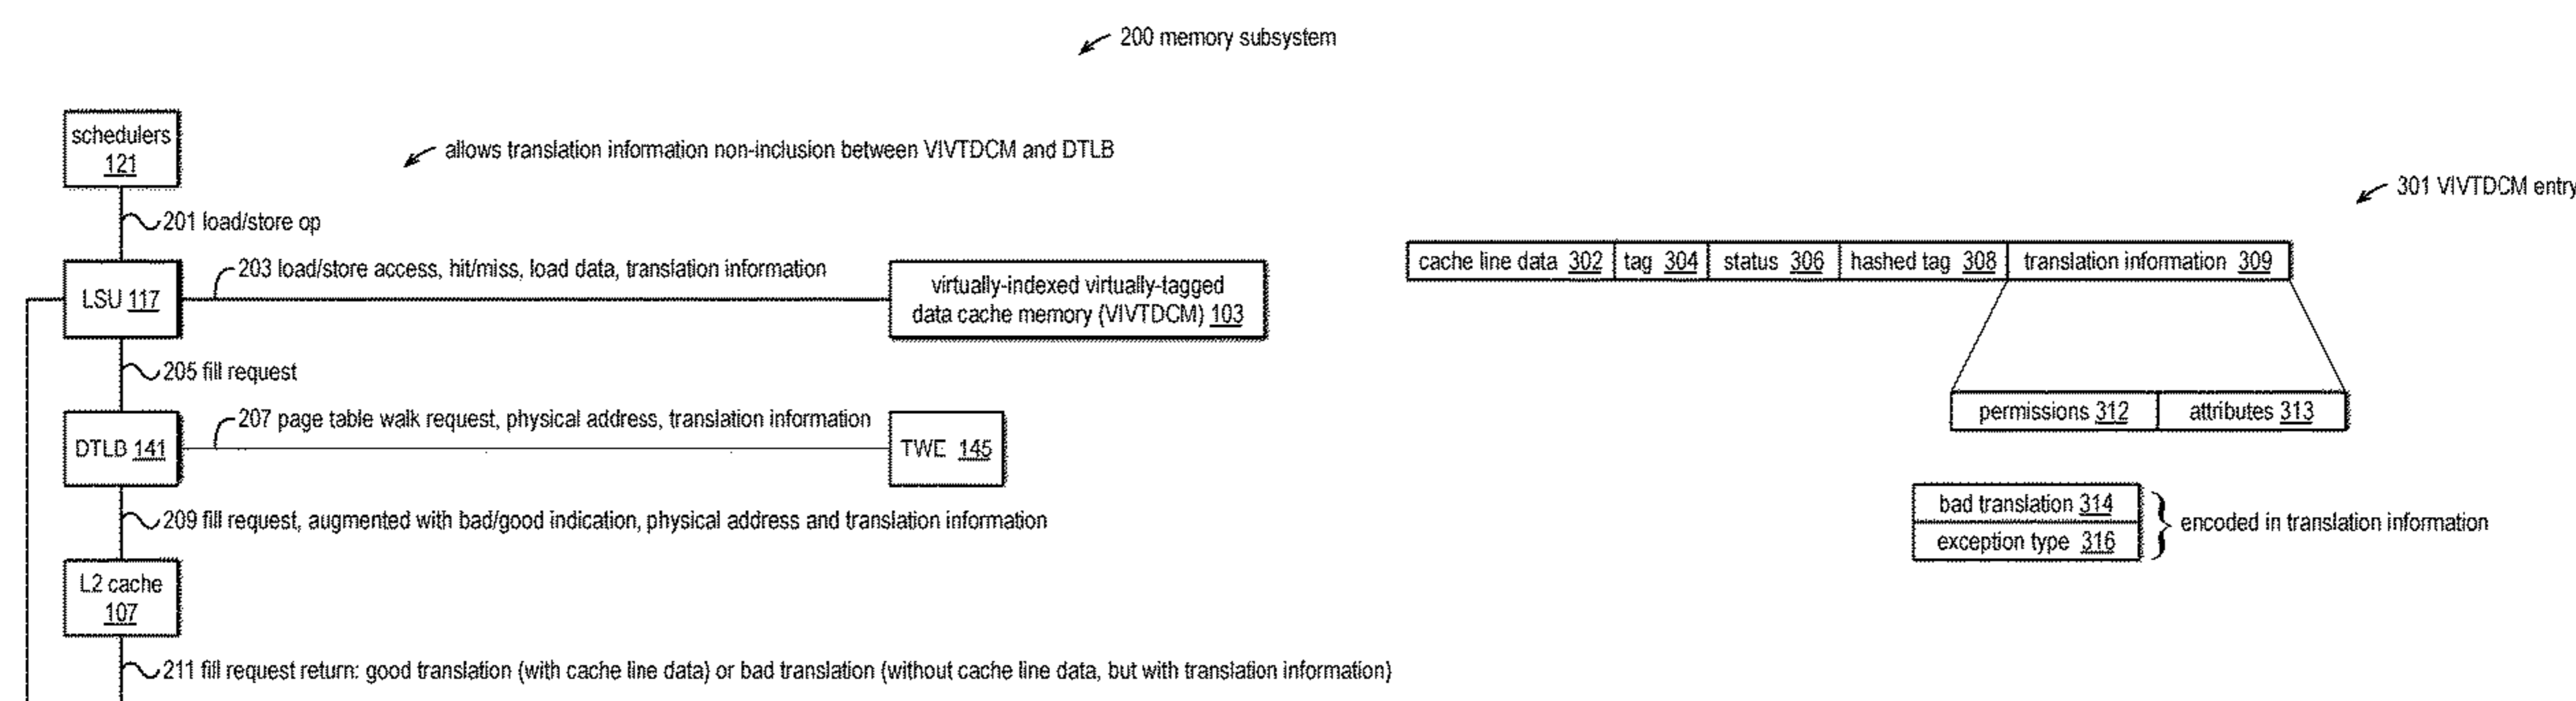 200 memory subsystem
schedulers
121
allows translation information non-inclusion between VIVTDCM and DTLB
301 VIVTDCM entry
201 load/store op
203 load/store access, hit/miss, load data, translation information
LSU 117
virtually-indexed virtually-tagged
data cache memory (VIVTDCM) 103
cache line data 302 tag 304 status 306 hashed tag 308 translation information 309
205 fill request
207 page table walk request, physical address, translation information
DTLB 141
TWE 145
permissions 312 attributes 313
bad translation 314
exception type 316
encoded in translation information
209 fill request, augmented with bad/good indication, physical address and translation information
L2 cache
107
211 fill request return: good translation (with cache line data) or bad translation (without cache line data, but with translation information)